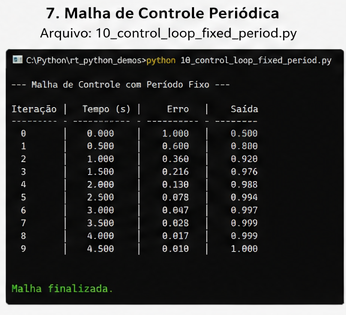 7. Malha de Controle Periódica
Arquivo: 10_control_loop_fixed_period.py
C:\Python\rt_python_demos>python 10_control_loop_fixed_period.py
--- Malha de Controle com Período Fixo ---
Iteração | Tempo (s) | Erro | Saída
--------- - ----------- - --------- - --------
0 | 0.000 | 1.000 | 0.500
1 | 0.500 | 0.600 | 0.800
2 | 1.000 | 0.360 | 0.920
3 | 1.500 | 0.216 | 0.976
4 | 2.000 | 0.130 | 0.988
5 | 2.500 | 0.078 | 0.994
6 | 3.000 | 0.047 | 0.997
7 | 3.500 | 0.028 | 0.999
8 | 4.000 | 0.017 | 0.999
9 | 4.500 | 0.010 | 1.000
Malha finalizada.